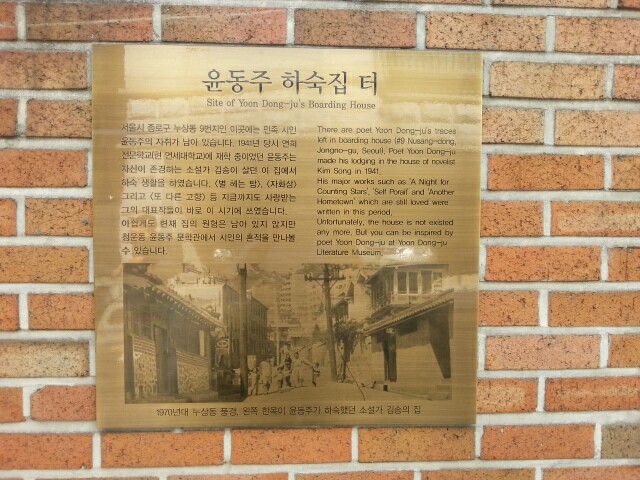 윤동주 하숙집 터
Site of Yoon Dong-ju's Boarding House
서울시 종로구 누상동 9번지인 이곳에는 민족 시인
윤동주의 자취가 남아 있습니다. 1941년 당시 연희
전문학교(현 연세대학교)에 재학 중이었던 윤동주는
자신이 존경하는 소설가 김송이 살던 이 집에서
하숙 생활을 하였습니다. <별 헤는 밤>, <자화상>
그리고 <또 다른 고향> 등 지금까지도 사랑받는
그의 대표작들이 바로 이 시기에 쓰였습니다.
아쉽게도 현재 집의 원형은 남아 있지 않지만
청운동 윤동주 문학관에서 시인의 흔적을 만나볼
수 있습니다.
There are poet Yoon Dong-ju's traces
left in boarding house (#9 Nusang-dong,
Jongno-gu, Seoul). Poet Yoon Dong-ju
made his lodging in the house of novelist
Kim Song in 1941.
His major works such as 'A Night for
Counting Stars', 'Self Porait' and 'Another
Hometown' which are still loved were
written in this period.
Unfortunately, the house is not existed
any more. But you can be inspired by
poet Yoon Dong-ju at Yoon Dong-ju
Literature Museum.
1970년대 누상동 풍경, 왼쪽 한옥이 윤동주가 하숙했던 소설가 김송의 집